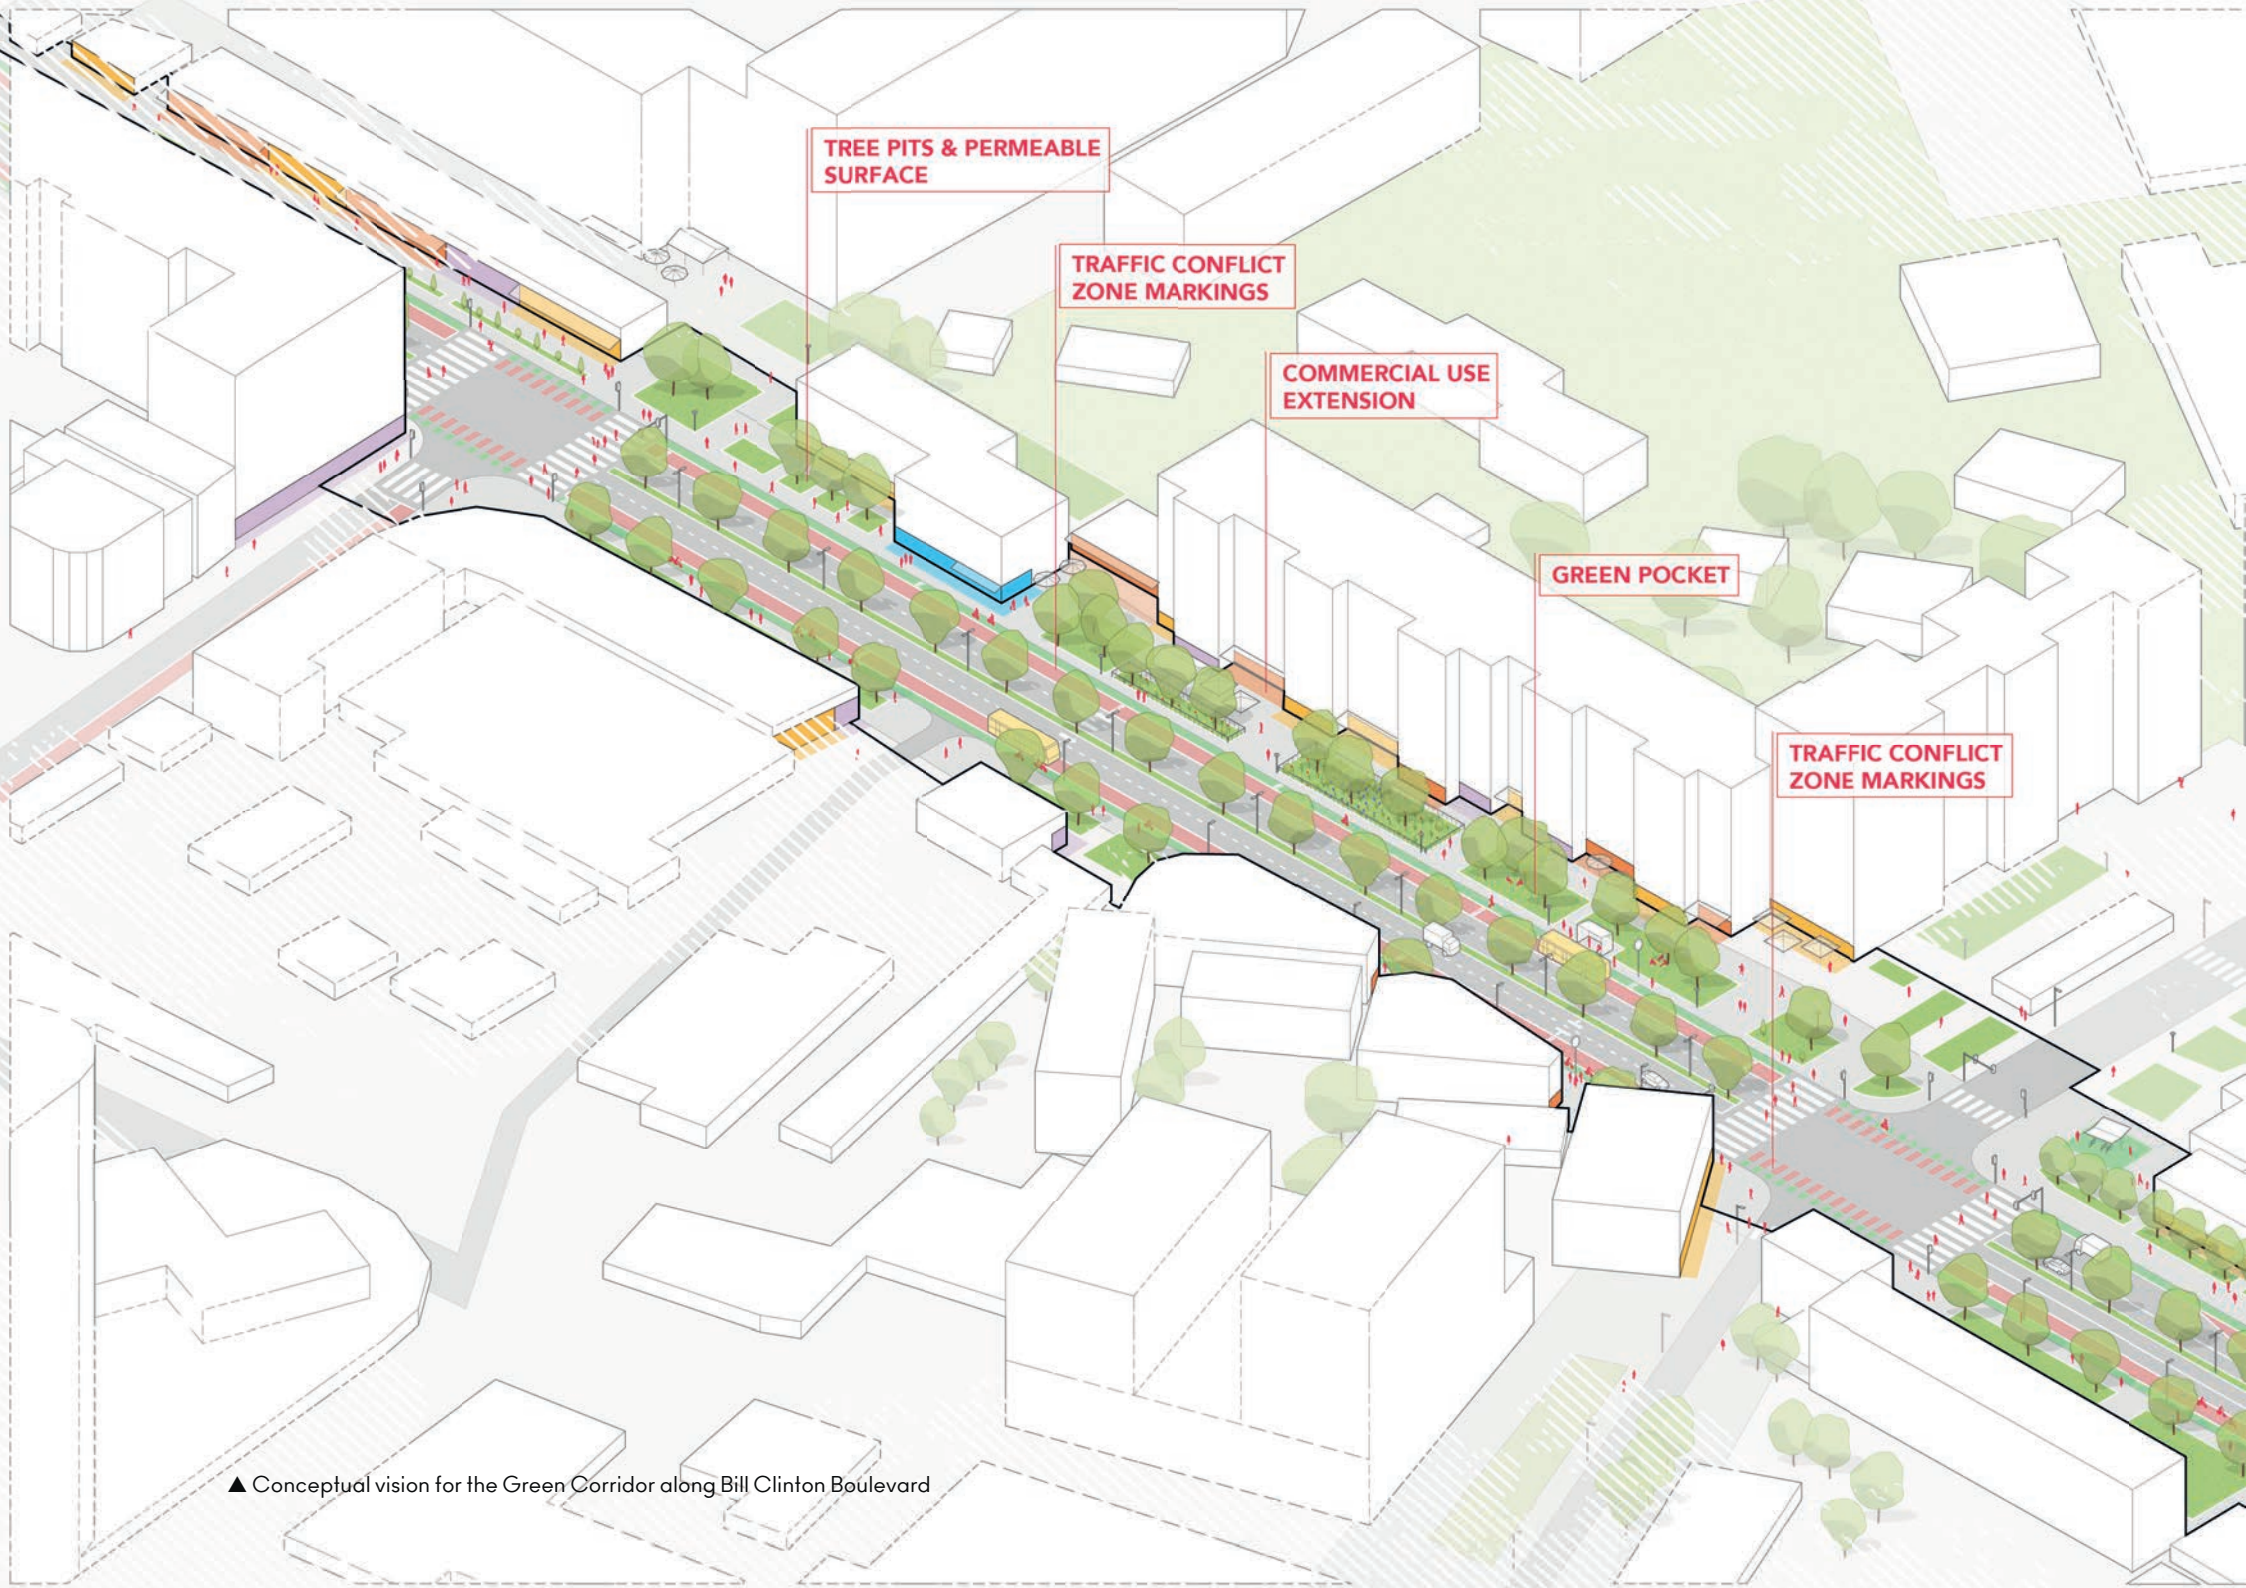 TREE PITS & PERMEABLE
SURFACE
TRAFFIC CONFLICT
ZONE MARKINGS
COMMERCIAL USE
EXTENSION
GREEN POCKET
TRAFFIC CONFLICT
ZONE MARKINGS
▲ Conceptual vision for the Green Corridor along Bill Clinton Boulevard